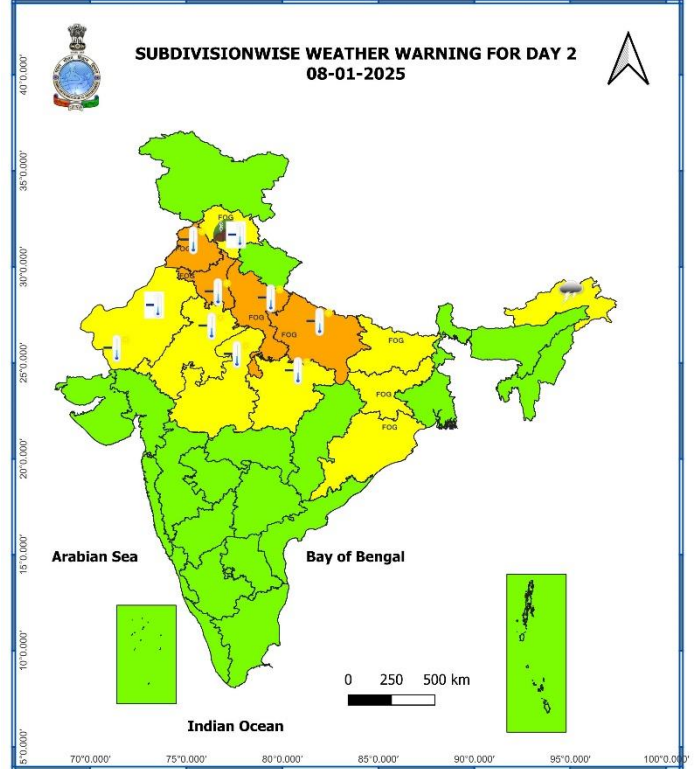 SUBDIVISIONWISE WEATHER WARNING FOR DAY 2
08-01-2025
40°0.000'
35°0.000'
30°0.000'
25°0.000'
20°0.000'
15°0.000'
10°0.000'
5°0.000'
FOG
FOG
FOG
FOG
FOG
FOG
FOG
Arabian Sea
Bay of Bengal
0 250 500 km
Indian Ocean
70°0.000' 75°0.000' 80°0.000' 85°0.000' 90°0.000' 95°0.000' 100°0.000'